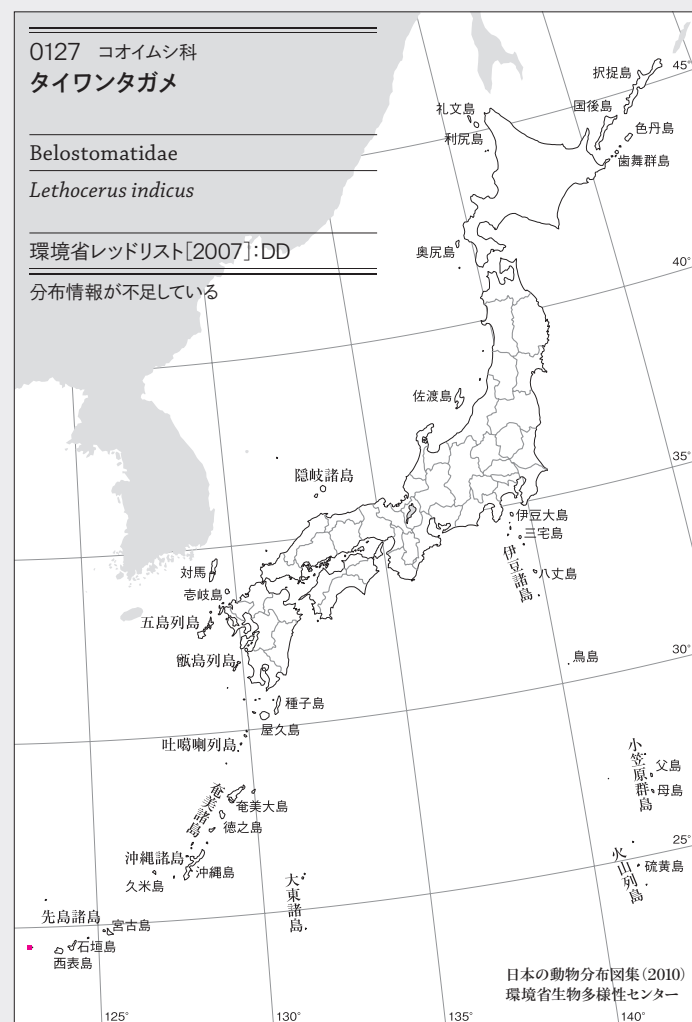 0127 コオイムシ科
タイワンタガメ
Belostomatidae
Lethocerus indicus
環境省レッドリスト[2007]:DD
分布情報が不足している
択捉島
国後島
色丹島
歯舞群島
礼文島
利尻島
奥尻島
佐渡島
隠岐諸島
対馬
壱岐島
五島列島
甑島列島
種子島
屋久島
吐噶喇列島
奄美諸島
奄美大島
徳之島
沖縄諸島
沖縄島
久米島
先島諸島
宮古島
石垣島
西表島
大東諸島
伊豆大島
三宅島
伊豆諸島
八丈島
鳥島
小笠原群島
父島
母島
火山列島
硫黄島
45°
40°
35°
30°
25°
125°
130°
135°
140°
日本の動物分布図集(2010)
環境省生物多様性センター